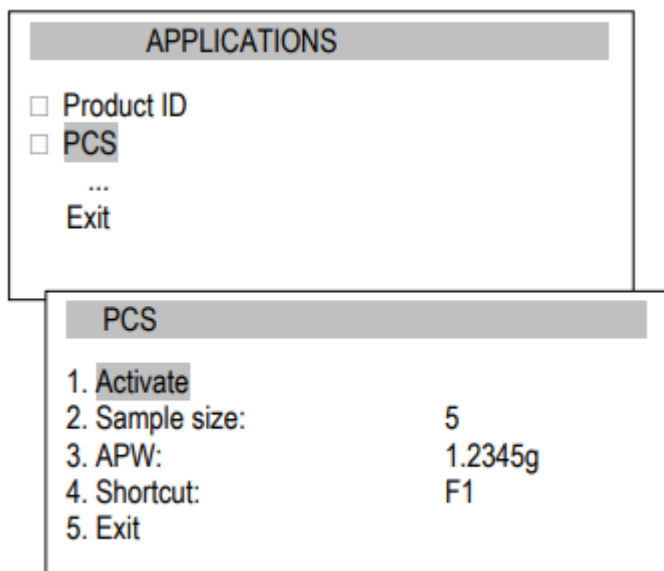 APPLICATIONS
Product ID
PCS
...
Exit
PCS
1. Activate
2. Sample size: 5
3. APW: 1.2345g
4. Shortcut: F1
5. Exit